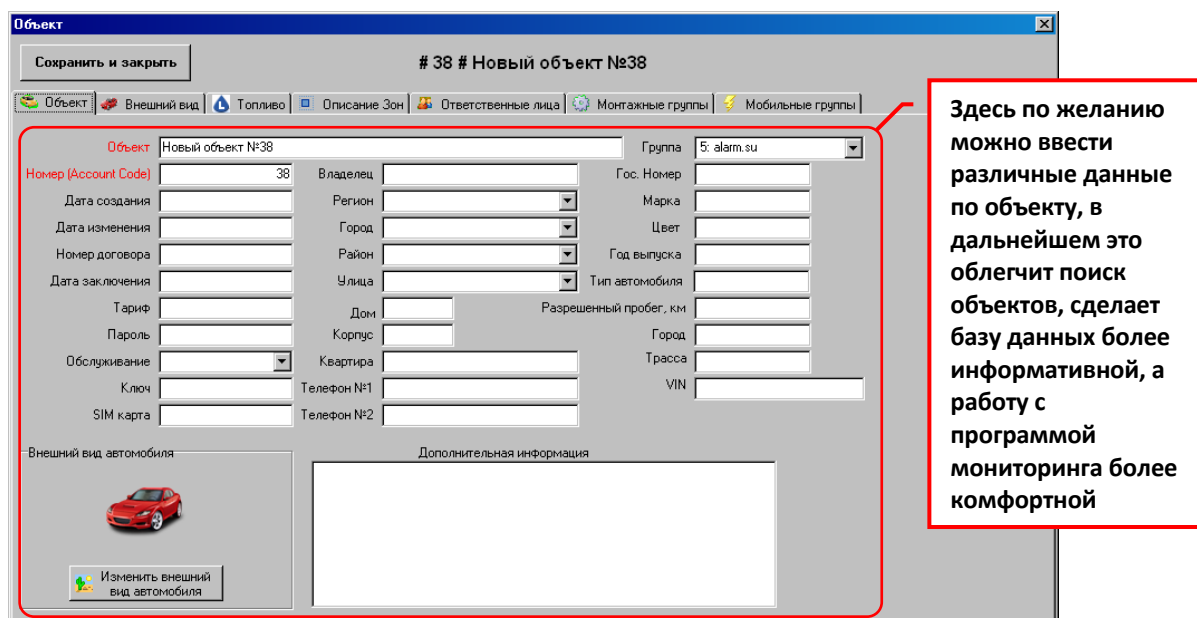 Объект
Сохранить и закрыть
# 38 # Новый объект №38
Объект Внешний вид Топливо Описание Зон Ответственные лица Монтажные группы Мобильные группы
Объект Новый объект №38 Группа 5: alarm.su
Номер (Account Code) 38 Владелец Гос. Номер
Дата создания Регион Марка
Дата изменения Город Цвет
Номер договора Район Год выпуска
Дата заключения Улица Тип автомобиля
Тариф Дом Разрешенный пробег, км
Пароль Корпус Город
Обслуживание Квартира Трасса
Ключ Телефон №1 VIN
SIM карта Телефон №2
Внешний вид автомобиля Дополнительная информация
Изменить внешний
вид автомобиля
Здесь по желанию
можно ввести
различные данные
по объекту, в
дальнейшем это
облегчит поиск
объектов, сделает
базу данных более
информативной, а
работу с
программой
мониторинга более
комфортной